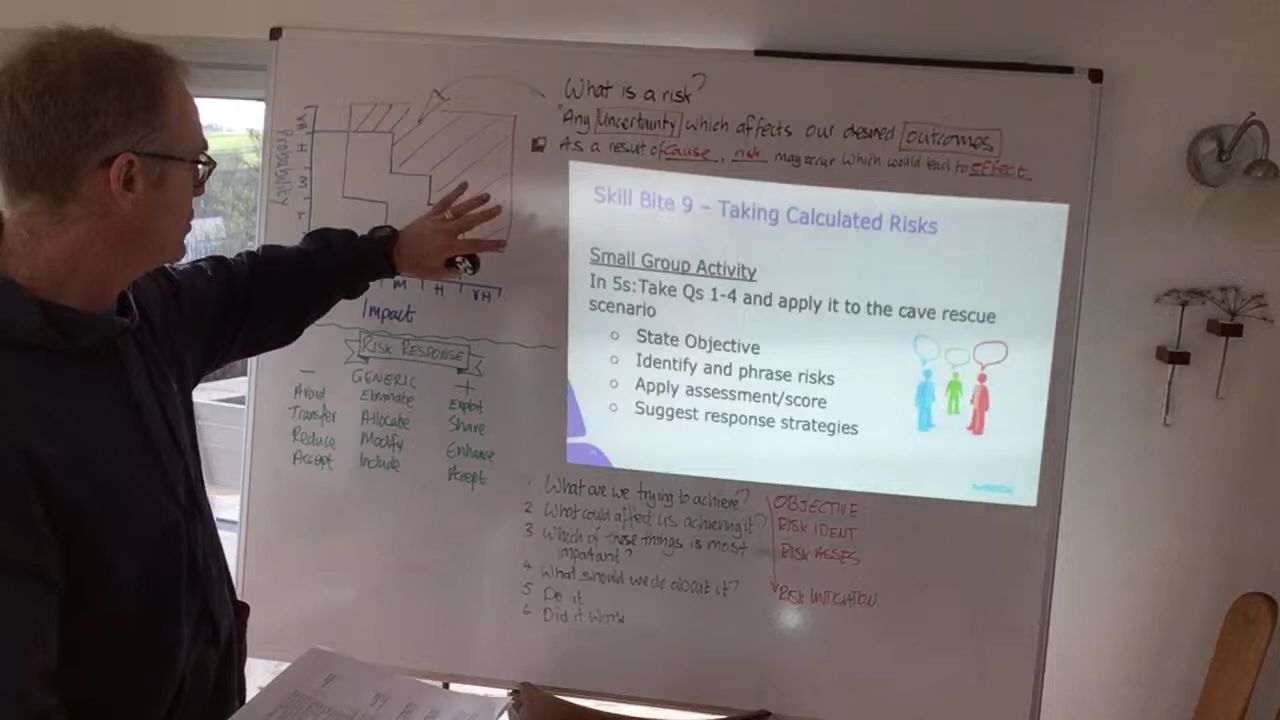 What is a risk?
"Any Uncertainty which affects our desired outcomes
As a result of cause, risk may occur which would lead to effect
Probability
VH
H
M
L
M H VH
Impact
RISK RESPONSE
- GENERIC +
Avoid Eliminate Exploit
Transfer Allocate Share
Reduce Modify Enhance
Accept Include Accept
Skill Bite 9 – Taking Calculated Risks
Small Group Activity
In 5s:Take Qs 1-4 and apply it to the cave rescue
scenario
o State Objective
o Identify and phrase risks
o Apply assessment/score
o Suggest response strategies
1 What are we trying to achieve? OBJECTIVE
2 What could affect us achieving it? RISK IDENT
3 Which of these things is most RISK ASSES
important?
4 What should we do about it? RISK MITIGATION
5 Do it
6 Did it work